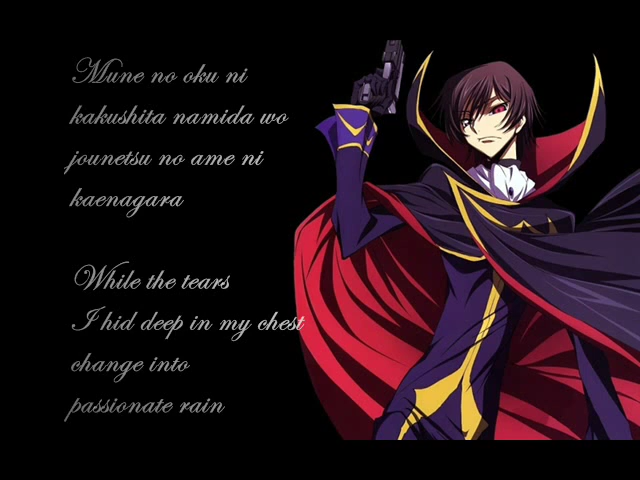 Mune no oku ni
kakushita namida wo
jounetsu no ame ni
kaenagara
While the tears
I hid deep in my chest
change into
passionate rain